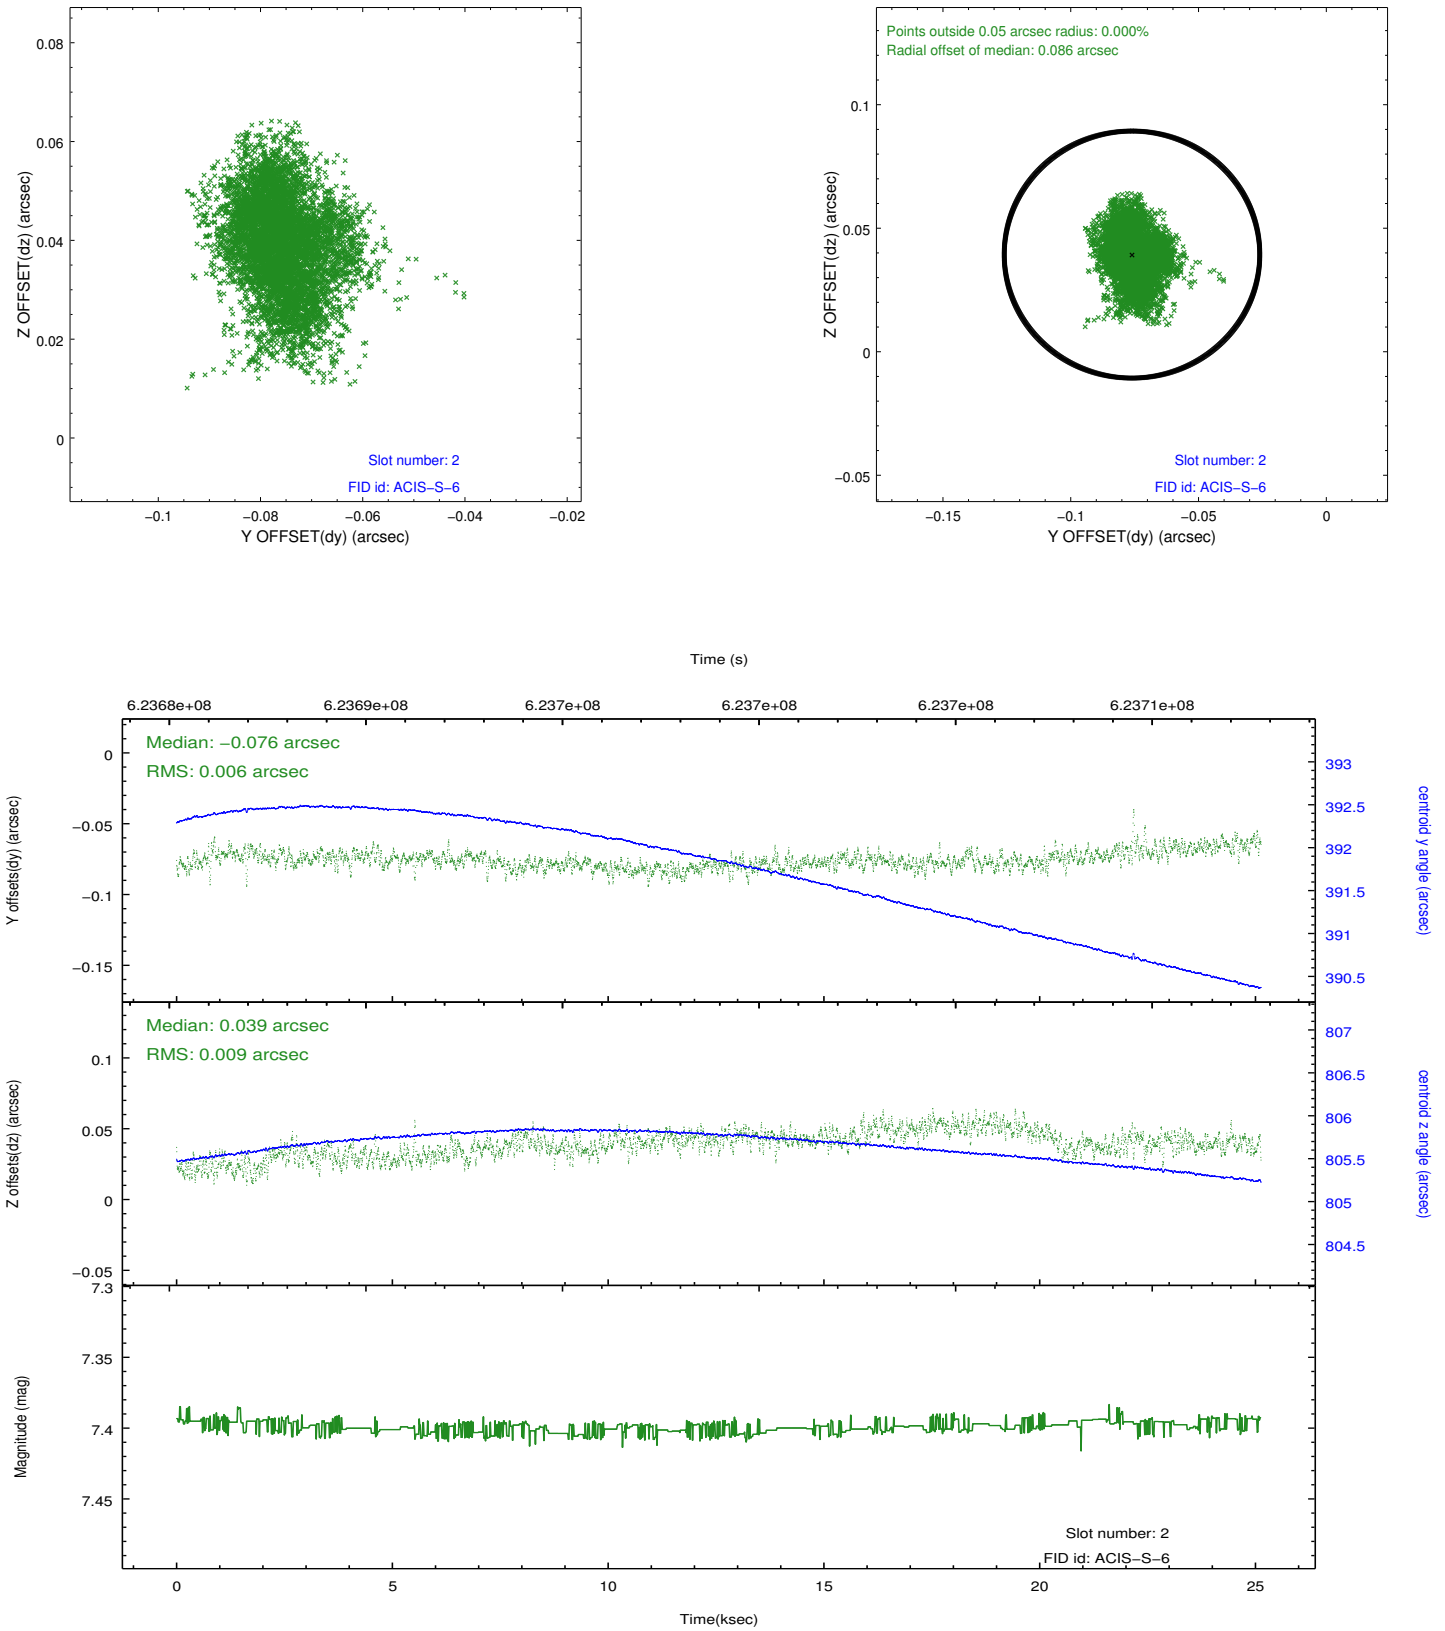 0.08
0.06
0.04
0.02
0
Z OFFSET(dz) (arcsec)
Slot number: 2
FID id: ACIS−S−6
−0.1
−0.08
−0.06
−0.04
−0.02
Y OFFSET(dy) (arcsec)
Points outside 0.05 arcsec radius: 0.000%
Radial offset of median: 0.086 arcsec
0.1
0.05
0
−0.05
Z OFFSET(dz) (arcsec)
Slot number: 2
FID id: ACIS−S−6
−0.15
−0.1
−0.05
0
Y OFFSET(dy) (arcsec)
Time (s)
6.2368e+08
6.2369e+08
6.237e+08
6.237e+08
6.237e+08
6.2371e+08
Median: −0.076 arcsec
RMS: 0.006 arcsec
0
−0.05
−0.1
−0.15
Y offsets(dy) (arcsec)
393
392.5
392
391.5
391
390.5
centroid y angle (arcsec)
Median: 0.039 arcsec
RMS: 0.009 arcsec
0.1
0.05
0
−0.05
Z offsets(dz) (arcsec)
807
806.5
806
805.5
805
804.5
centroid z angle (arcsec)
7.3
7.35
7.4
7.45
Magnitude (mag)
Slot number: 2
FID id: ACIS−S−6
0
5
10
15
20
25
Time(ksec)